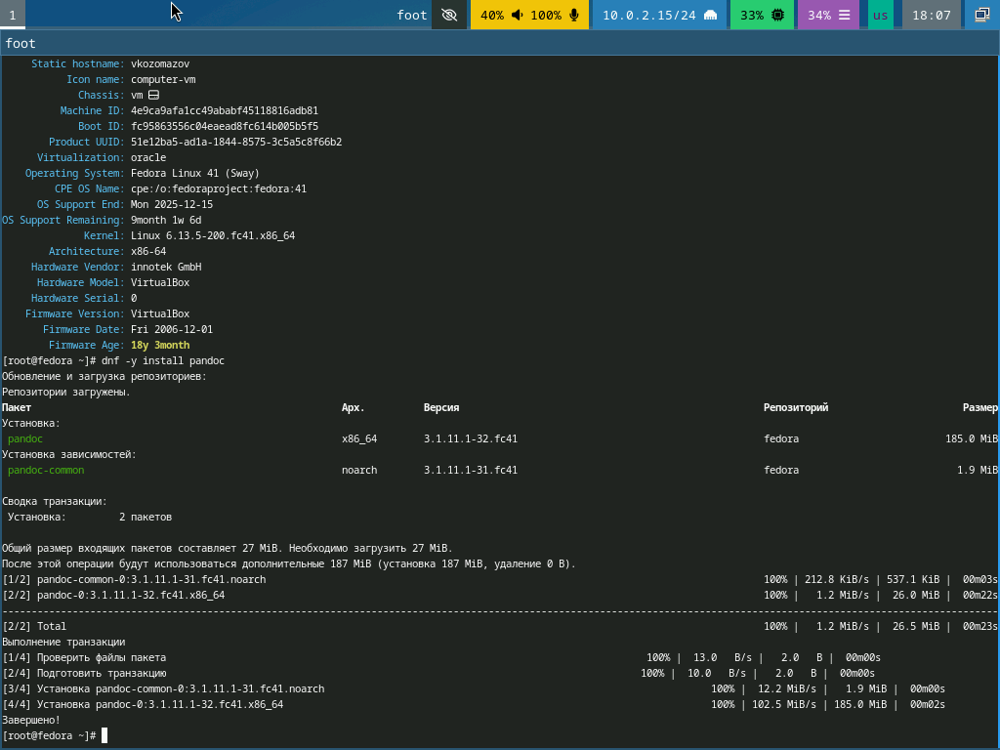 1 foot 40% 100% 10.0.2.15/24 33% 34% us 18:07
foot
Static hostname: vkozomazov
Icon name: computer-vm
Chassis: vm
Machine ID: 4e9ca9afa1cc49ababf45118816adb81
Boot ID: fc95863556c04eaead8fc614b005b5f5
Product UUID: 51e12ba5-ad1a-1844-8575-3c5a5c8f66b2
Virtualization: oracle
Operating System: Fedora Linux 41 (Sway)
CPE OS Name: cpe:/o:fedoraproject:fedora:41
OS Support End: Mon 2025-12-15
OS Support Remaining: 9month 1w 6d
Kernel: Linux 6.13.5-200.fc41.x86_64
Architecture: x86-64
Hardware Vendor: innotek GmbH
Hardware Model: VirtualBox
Hardware Serial: 0
Firmware Version: VirtualBox
Firmware Date: Fri 2006-12-01
Firmware Age: 18y 3month
[root@fedora ~]# dnf -y install pandoc
Обновление и загрузка репозиториев:
Репозитории загружены.
Пакет Арх. Версия Репозиторий Размер
Установка:
pandoc x86_64 3.1.11.1-32.fc41 fedora 185.0 MiB
Установка зависимостей:
pandoc-common noarch 3.1.11.1-31.fc41 fedora 1.9 MiB
Сводка транзакции:
Установка: 2 пакетов
Общий размер входящих пакетов составляет 27 MiB. Необходимо загрузить 27 MiB.
После этой операции будут использоваться дополнительные 187 MiB (установка 187 MiB, удаление 0 B).
[1/2] pandoc-common-0:3.1.11.1-31.fc41.noarch 100% | 212.8 KiB/s | 537.1 KiB | 00m03s
[2/2] pandoc-0:3.1.11.1-32.fc41.x86_64 100% | 1.2 MiB/s | 26.0 MiB | 00m22s
--------------------------------------------------------------------------------
[2/2] Total 100% | 1.2 MiB/s | 26.5 MiB | 00m23s
Выполнение транзакции
[1/4] Проверить файлы пакета 100% | 13.0 B/s | 2.0 B | 00m00s
[2/4] Подготовить транзакцию 100% | 10.0 B/s | 2.0 B | 00m00s
[3/4] Установка pandoc-common-0:3.1.11.1-31.fc41.noarch 100% | 12.2 MiB/s | 1.9 MiB | 00m00s
[4/4] Установка pandoc-0:3.1.11.1-32.fc41.x86_64 100% | 102.5 MiB/s | 185.0 MiB | 00m02s
Завершено!
[root@fedora ~]#